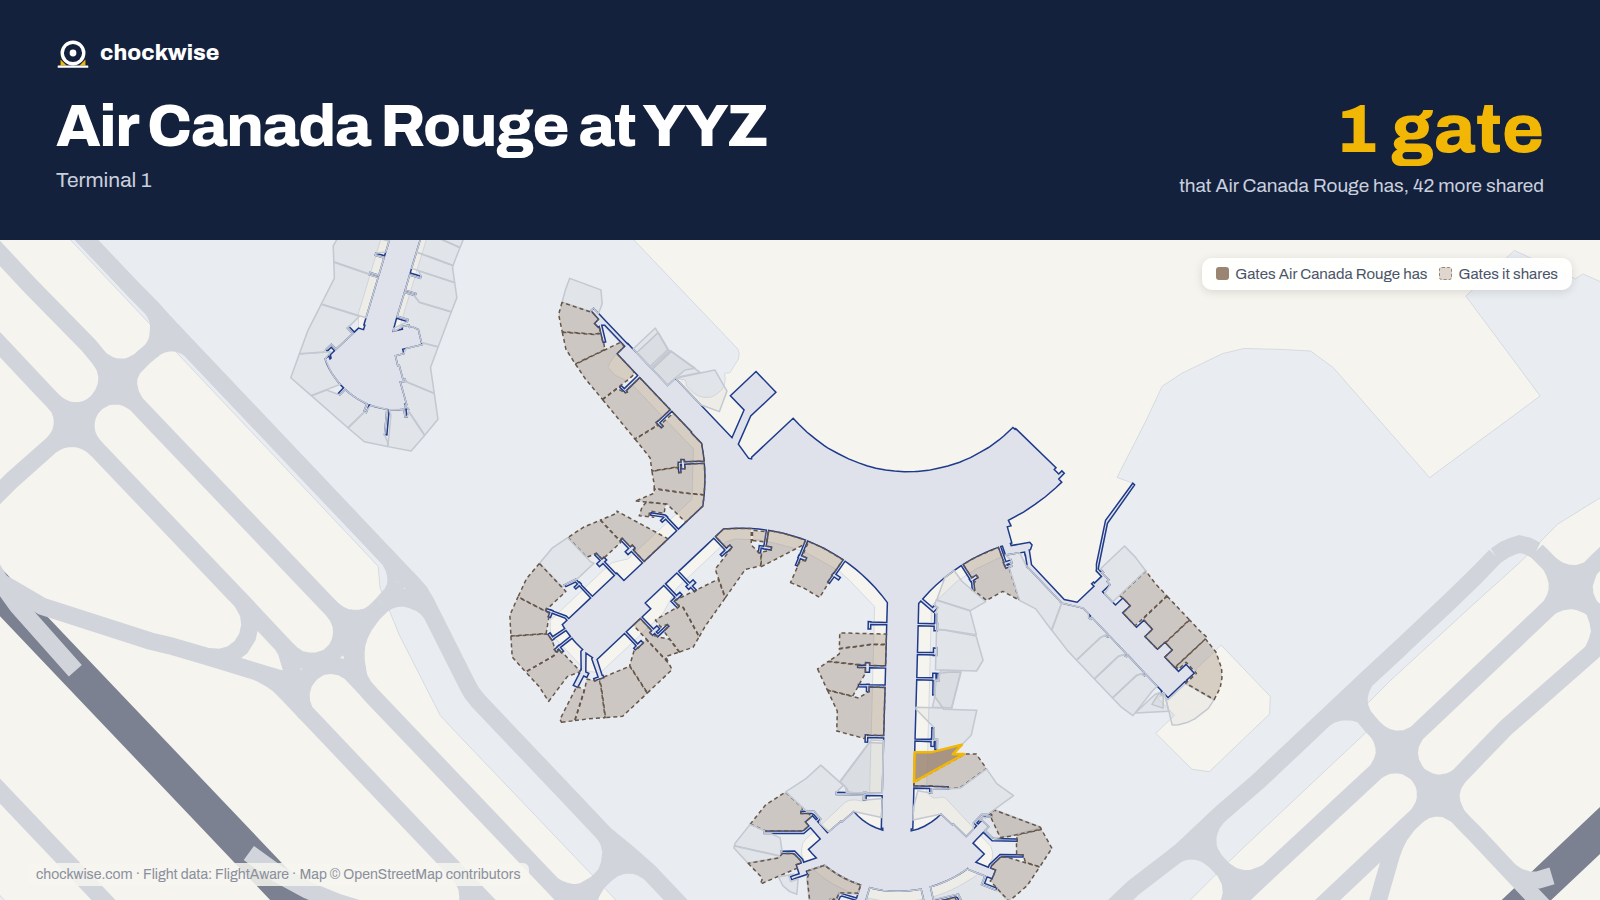 chockwise
Air Canada Rouge at YYZ
Terminal 1
1 gate
that Air Canada Rouge has, 42 more shared
Gates Air Canada Rouge has
Gates it shares
chockwise.com · Flight data: FlightAware · Map © OpenStreetMap contributors